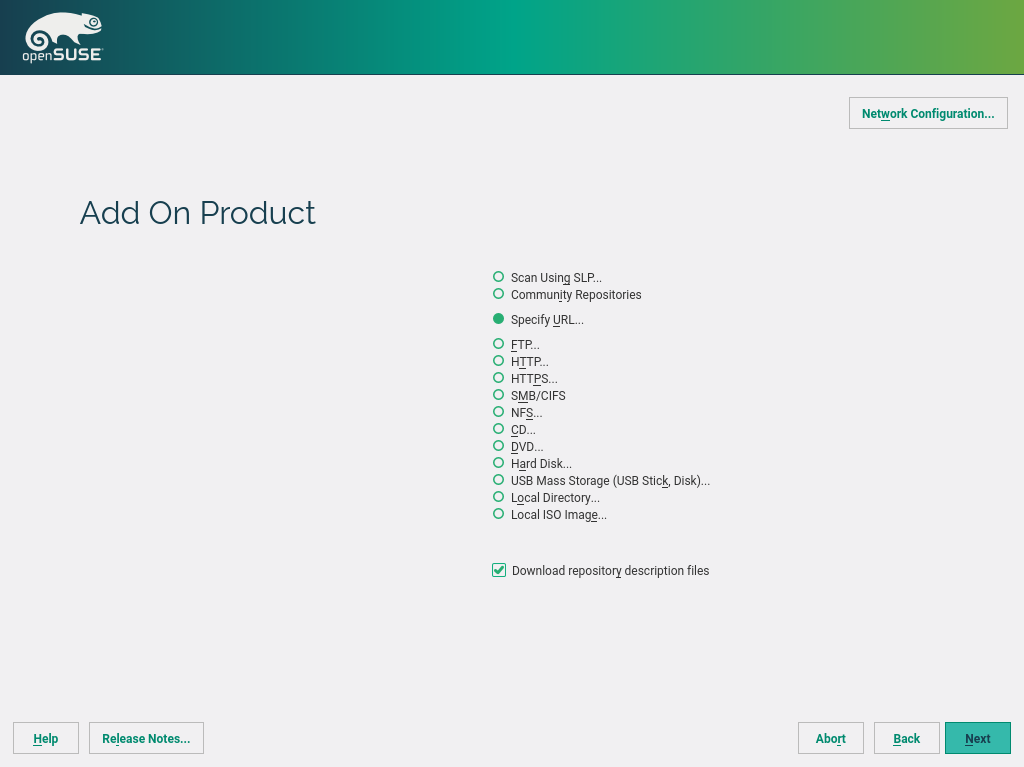 openSUSE
Network Configuration...
Add On Product
Scan Using SLP...
Community Repositories
Specify URL...
FTP...
HTTP...
HTTPS...
SMB/CIFS
NFS...
CD...
DVD...
Hard Disk...
USB Mass Storage (USB Stick, Disk)...
Local Directory...
Local ISO Image...
Download repository description files
Help Release Notes... Abort Back Next